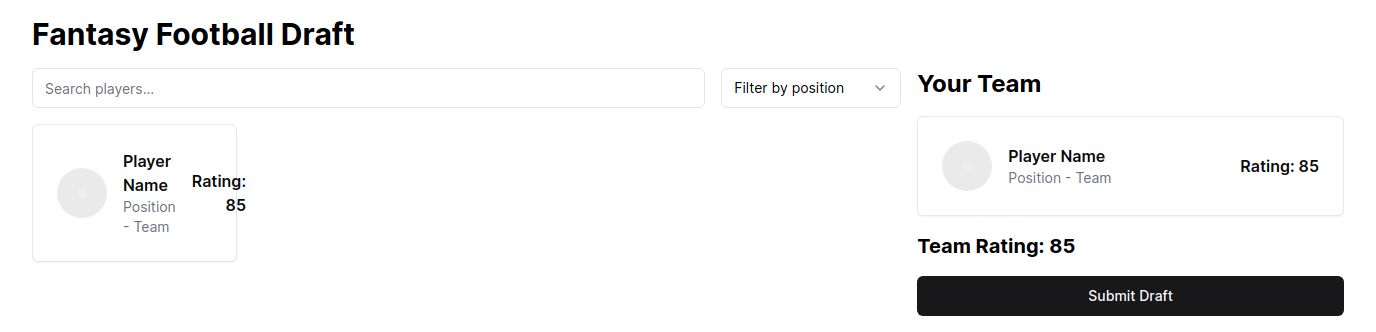 Fantasy Football Draft
Search players...
Filter by position
Player
Name
Position
- Team
Rating:
85
Your Team
Player Name
Position - Team
Rating: 85
Team Rating: 85
Submit Draft